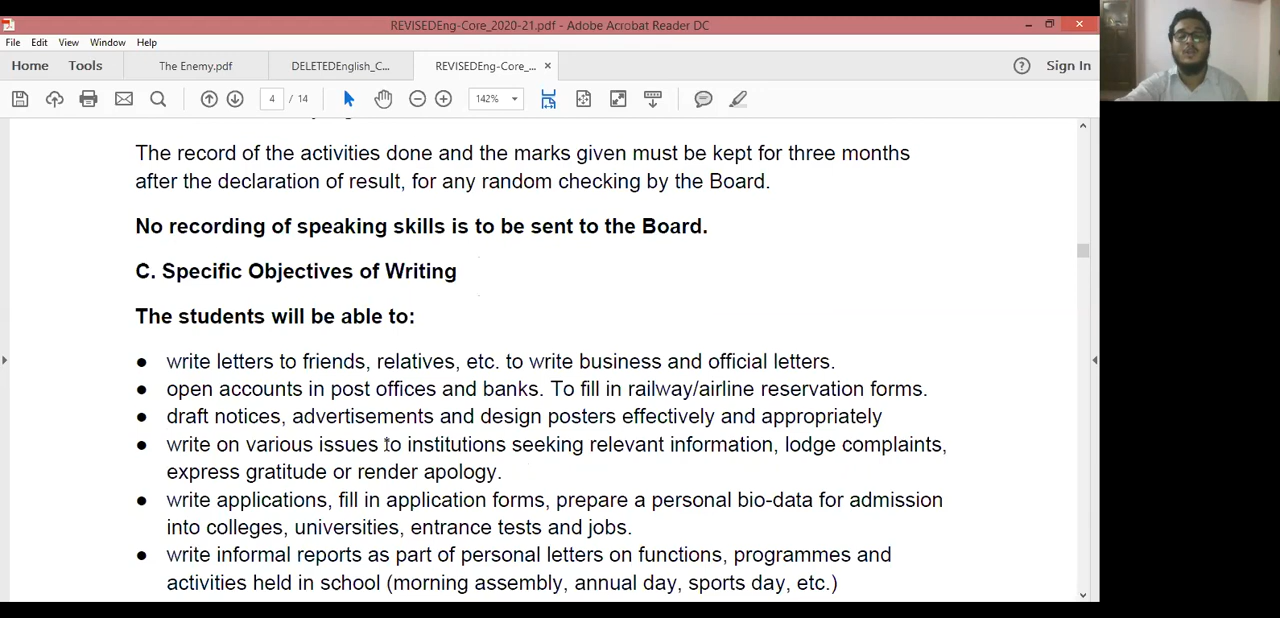 REVISEDEng-Core_2020-21.pdf - Adobe Acrobat Reader DC
File Edit View Window Help
Home Tools The Enemy.pdf DELETEDEnglish_C... REVISEDEng-Core_... × Sign In
4 / 14 142%
The record of the activities done and the marks given must be kept for three months
after the declaration of result, for any random checking by the Board.
No recording of speaking skills is to be sent to the Board.
C. Specific Objectives of Writing
The students will be able to:
● write letters to friends, relatives, etc. to write business and official letters.
● open accounts in post offices and banks. To fill in railway/airline reservation forms.
● draft notices, advertisements and design posters effectively and appropriately
● write on various issues to institutions seeking relevant information, lodge complaints,
express gratitude or render apology.
● write applications, fill in application forms, prepare a personal bio-data for admission
into colleges, universities, entrance tests and jobs.
● write informal reports as part of personal letters on functions, programmes and
activities held in school (morning assembly, annual day, sports day, etc.)